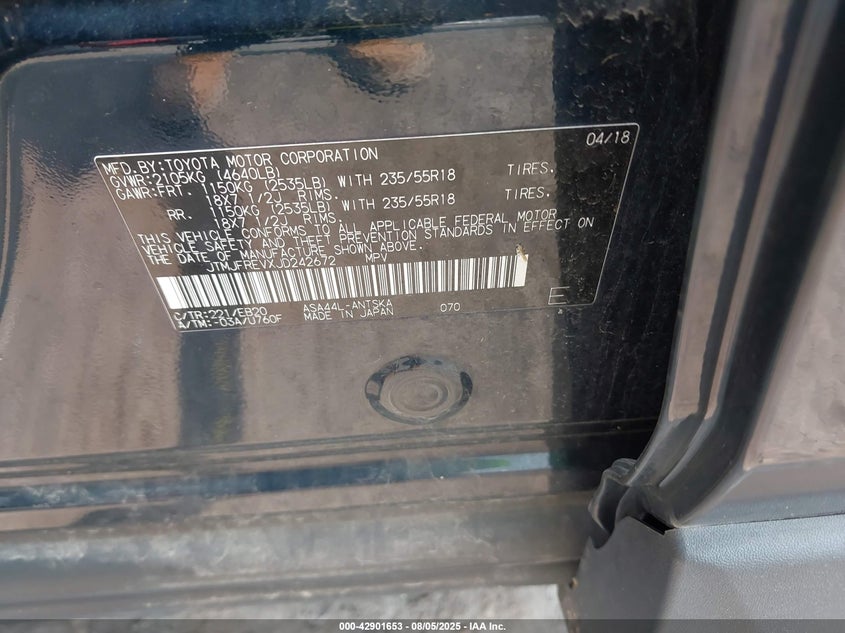 04/18
MFD. BY:TOYOTA MOTOR CORPORATION
GVWR:2105KG (4640LB)
GAWR:FRT. 1150KG (2535LB) WITH 235/55R18 TIRES.
18X7 1/2J RIMS.
RR. 1150KG (2535LB) WITH 235/55R18 TIRES.
18X7 1/2J RIMS.
THIS VEHICLE CONFORMS TO ALL APPLICABLE FEDERAL MOTOR
VEHICLE SAFETY AND THEFT PREVENTION STANDARDS IN EFFECT ON
THE DATE OF MANUFACTURE SHOWN ABOVE.
JTMJFREVXJD242672 MPV
C/TR:221/EB20 ASA44L-ANTSKA E
A/TM:-03A/U760F MADE IN JAPAN 070
000-42901653 - 08/05/2025 - IAA Inc.